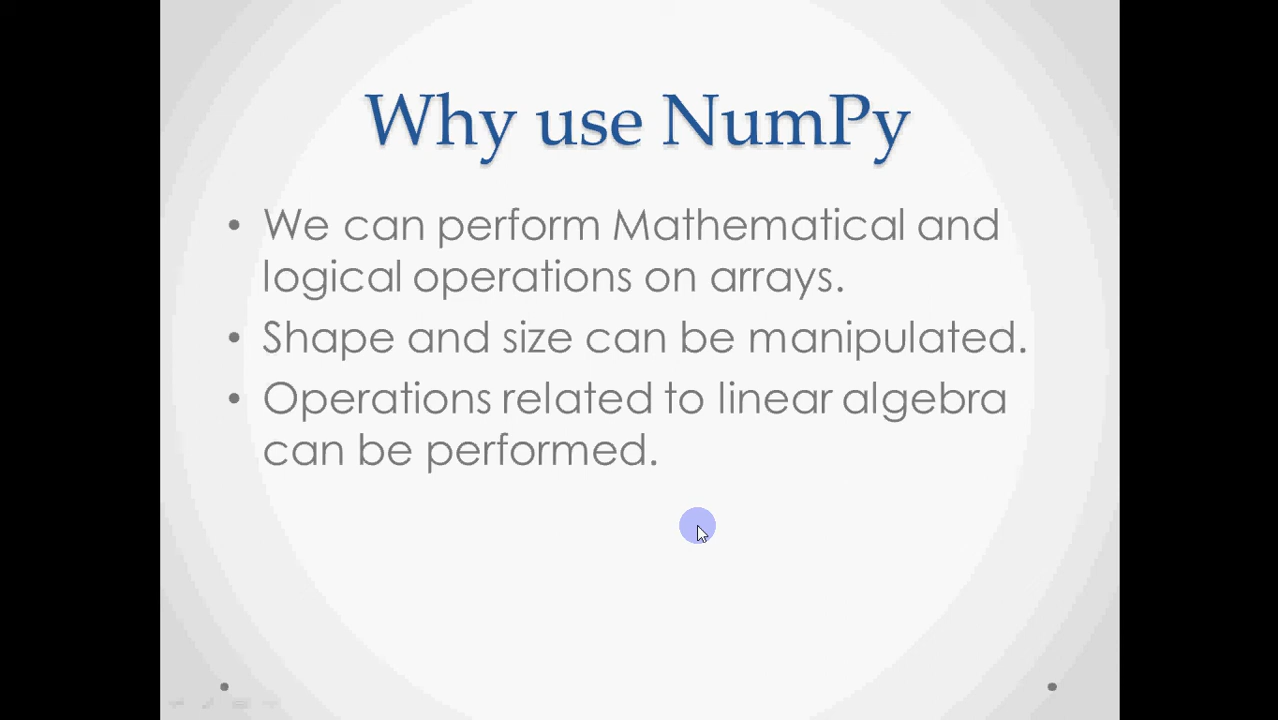 Why use NumPy
• We can perform Mathematical and
logical operations on arrays.
• Shape and size can be manipulated.
• Operations related to linear algebra
can be performed.